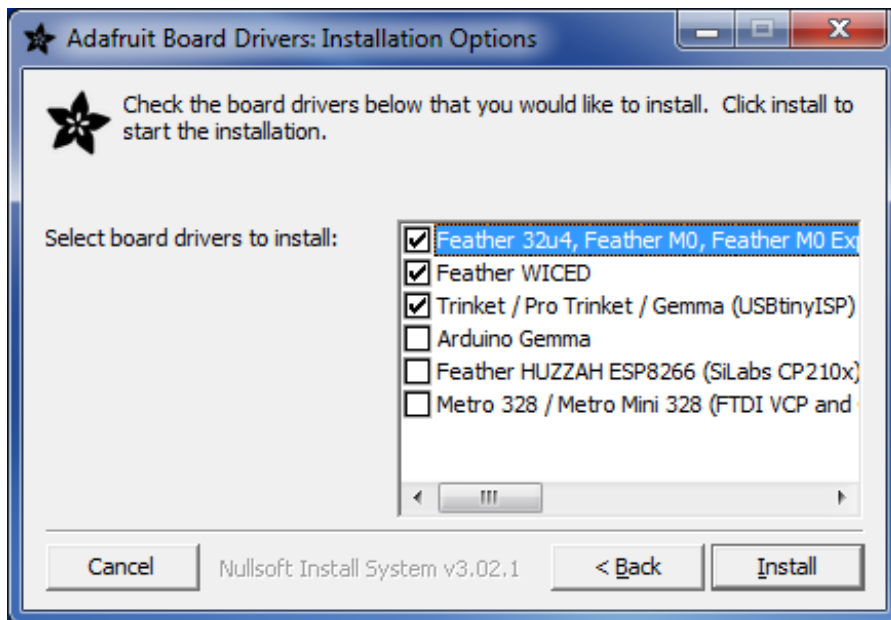 Adafruit Board Drivers: Installation Options
Check the board drivers below that you would like to install.  Click install to
start the installation.
Select board drivers to install:
Feather 32u4, Feather M0, Feather M0
Feather WICED
Trinket / Pro Trinket / Gemma (USBtinyISP)
Arduino Gemma
Feather HUZZAH ESP8266 (SiLabs CP210x)
Metro 328 / Metro Mini 328 (FTDI VCP and
Cancel
Nullsoft Install System v3.02.1
< Back
Install